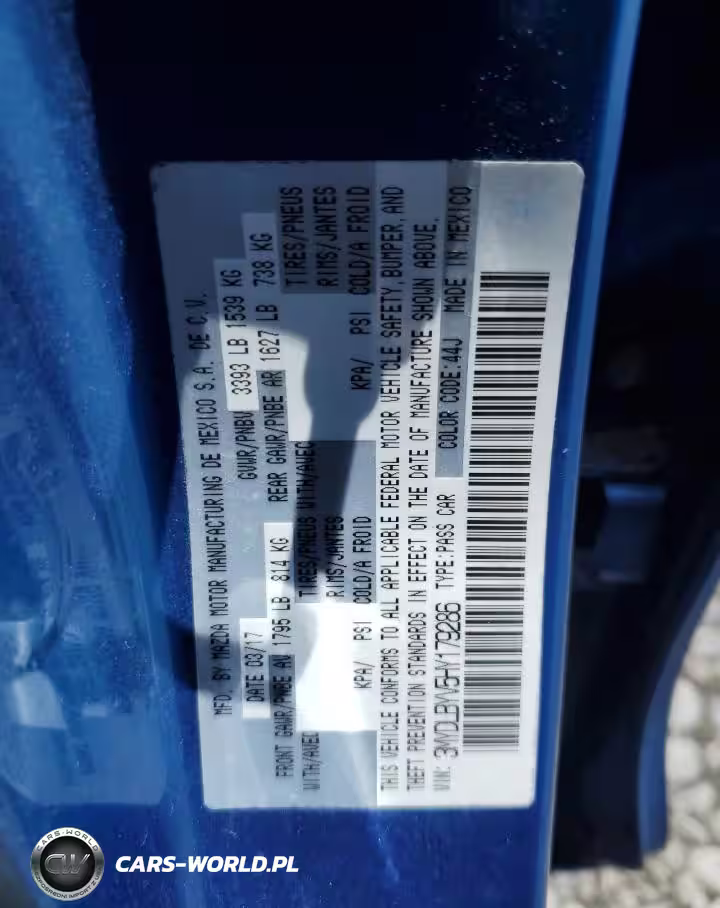 MFD. BY MAZDA MOTOR MANUFACTURING DE MEXICO S.A. DE C.V.
DATE 03/17 GVWR/PNBV 3393 LB 1539 KG
FRONT GAWR/PNBE AV 1795 LB 814 KG REAR GAWR/PNBE AR 1627 LB 738 KG
WITH/AVEC TIRES/PNEUS WITH/AVEC TIRES/PNEUS
RIMS/JANTES RIMS/JANTES
KPA/ PSI COLD/A FROID KPA/ PSI COLD/A FROID
THIS VEHICLE CONFORMS TO ALL APPLICABLE FEDERAL MOTOR VEHICLE SAFETY, BUMPER, AND
THEFT PREVENTION STANDARDS IN EFFECT ON THE DATE OF MANUFACTURE SHOWN ABOVE.
VIN: 3MYDLBYV5HY179286 TYPE:PASS CAR COLOR CODE:44J MADE IN MEXICO
CARS-WORLD
CW
CARS-WORLD.PL